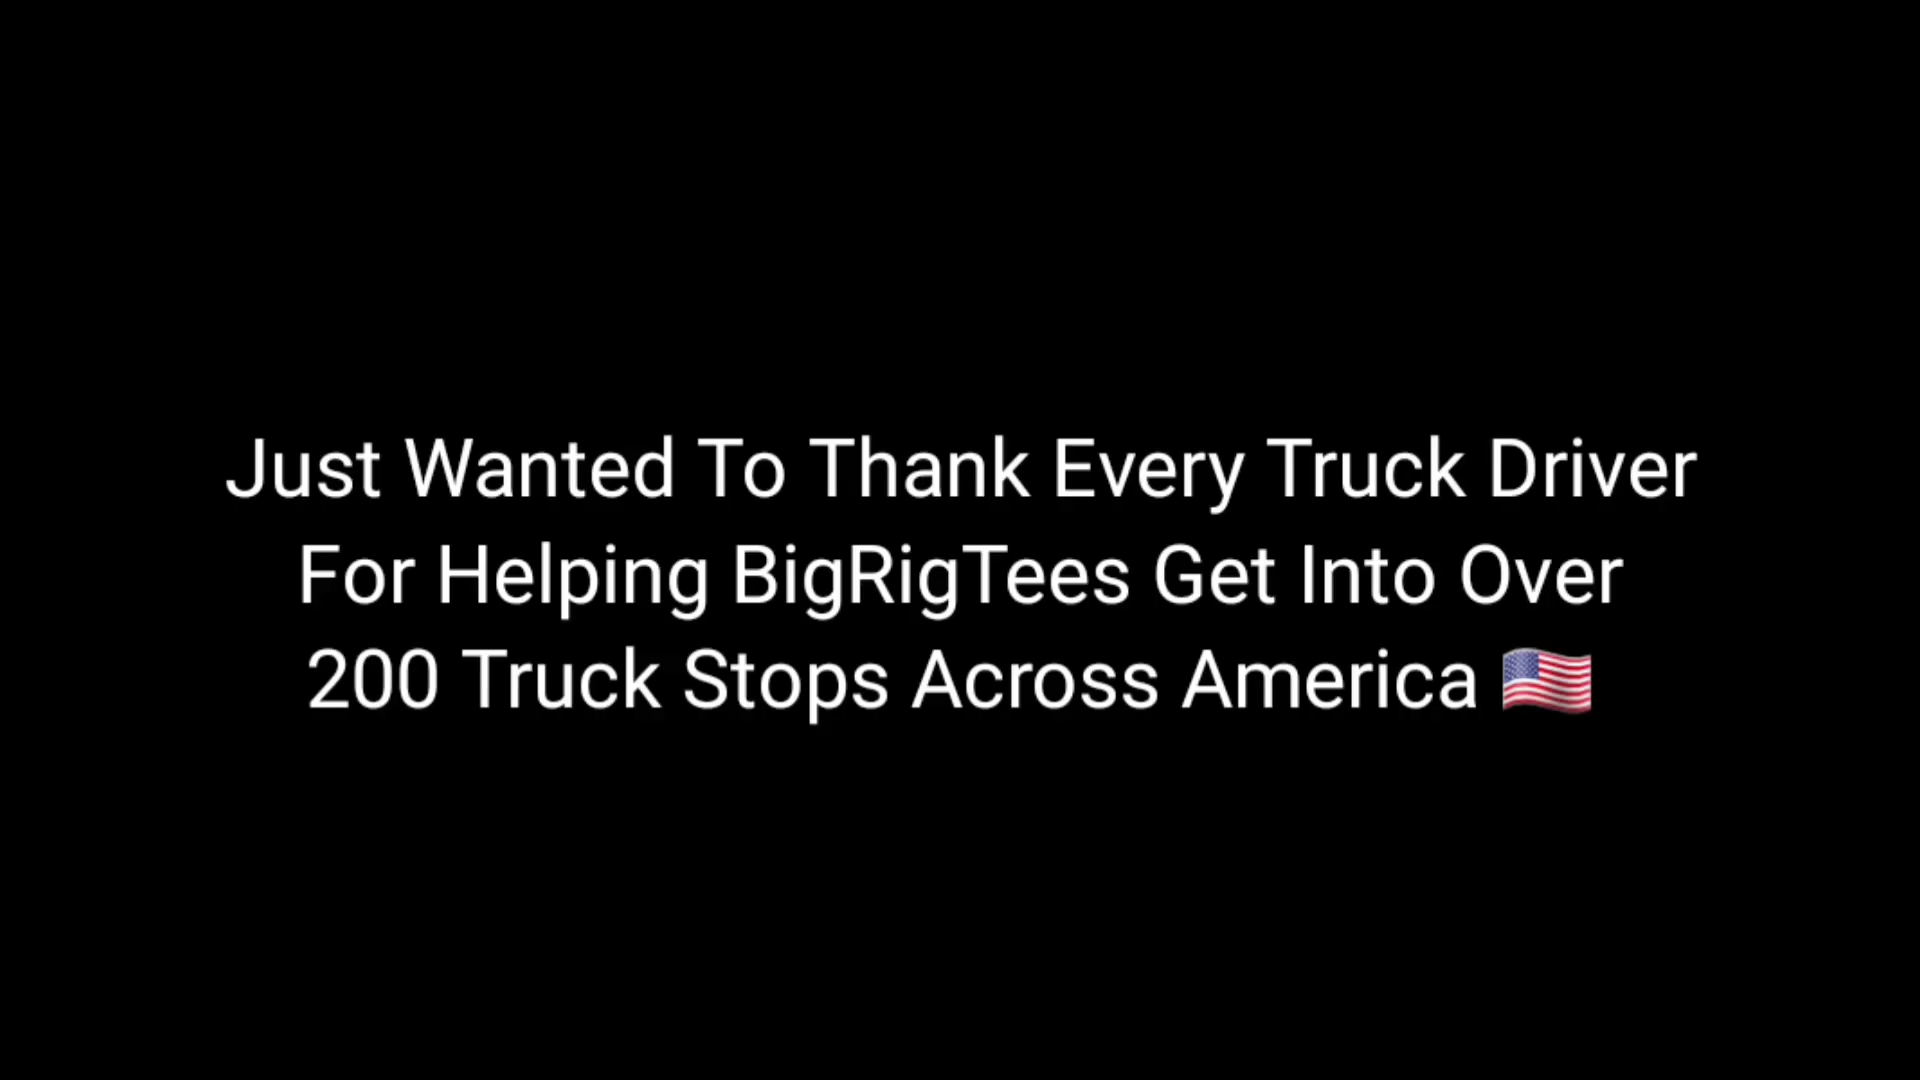 Just Wanted To Thank Every Truck Driver
For Helping BigRigTees Get Into Over
200 Truck Stops Across America 🇺🇸